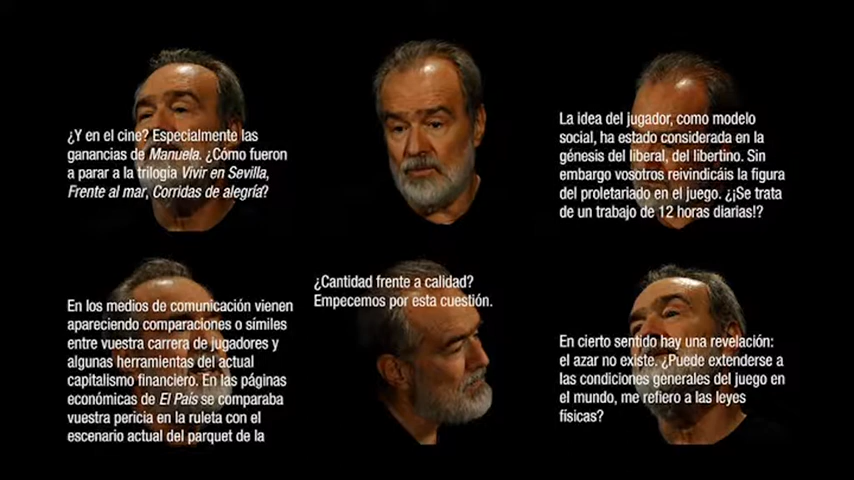 ¿Y en el cine? Especialmente las
ganancias de Manuela. ¿Cómo fueron
a parar a la trilogía Vivir en Sevilla,
Frente al mar, Corridas de alegría?
La idea del jugador, como modelo
social, ha estado considerada en la
génesis del liberal, del libertino. Sin
embargo vosotros reivindicáis la figura
del proletariado en el juego. ¿¡Se trata
de un trabajo de 12 horas diarias!?
En los medios de comunicación vienen
apareciendo comparaciones o símiles
entre vuestra carrera de jugadores y
algunas herramientas del actual
capitalismo financiero. En las páginas
económicas de El País se comparaba
vuestra pericia en la ruleta con el
escenario actual del parquet de la
¿Cantidad frente a calidad?
Empecemos por esta cuestión.
En cierto sentido hay una revelación:
el azar no existe. ¿Puede extenderse a
las condiciones generales del juego en
el mundo, me refiero a las leyes
físicas?